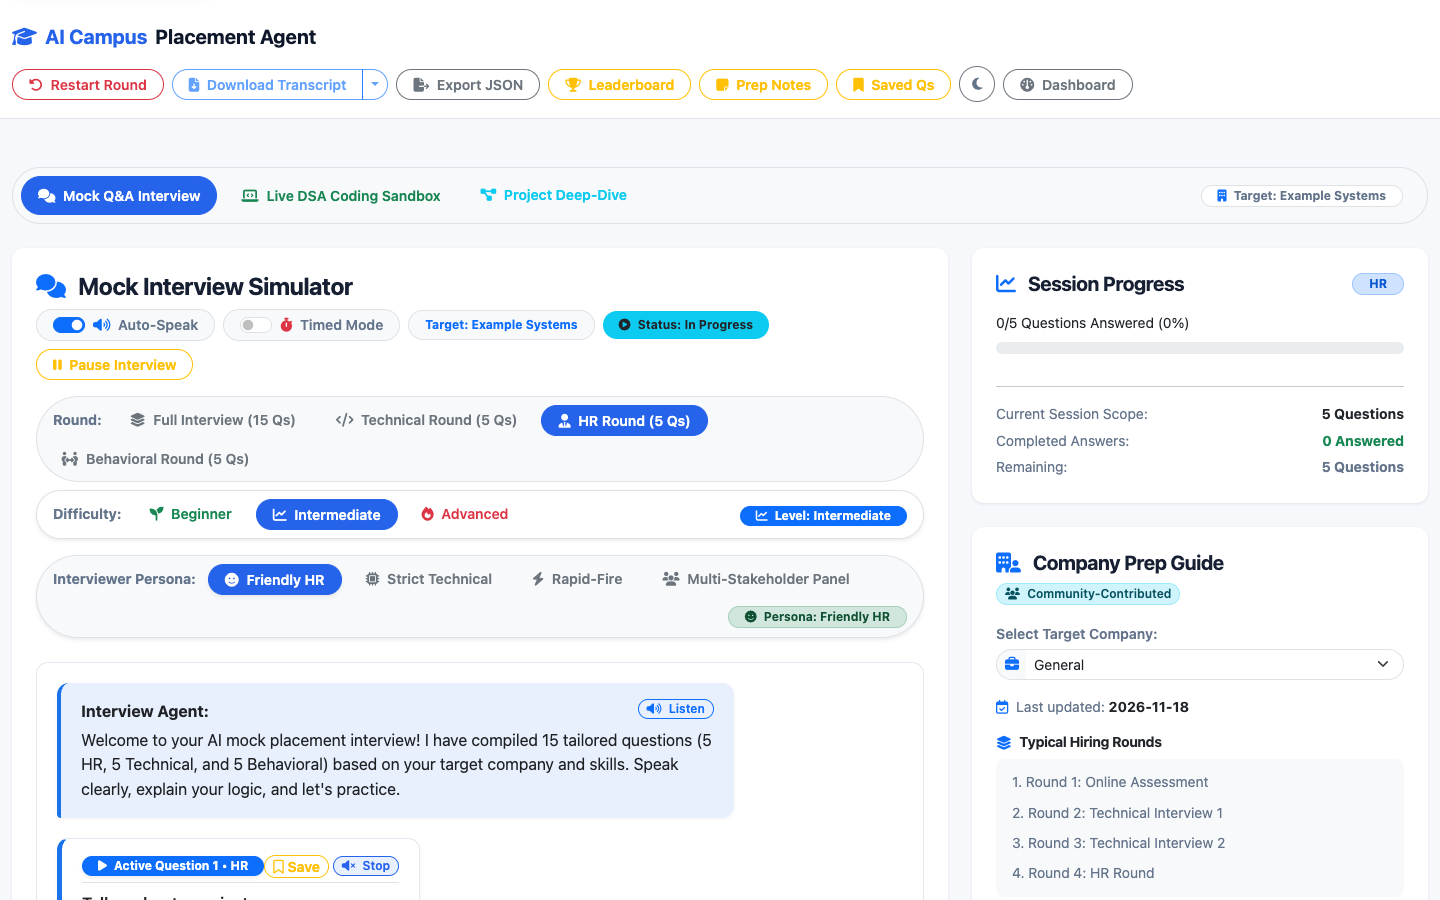 AI Campus Placement Agent
Restart Round
Download Transcript
Export JSON
Leaderboard
Prep Notes
Saved Qs
Dashboard
Mock Q&A Interview
Live DSA Coding Sandbox
Project Deep-Dive
Target: Example Systems
Mock Interview Simulator
Auto-Speak
Timed Mode
Target: Example Systems
Status: In Progress
Pause Interview
Round:
Full Interview (15 Qs)
Technical Round (5 Qs)
HR Round (5 Qs)
Behavioral Round (5 Qs)
Difficulty:
Beginner
Intermediate
Advanced
Level: Intermediate
Interviewer Persona:
Friendly HR
Strict Technical
Rapid-Fire
Multi-Stakeholder Panel
Persona: Friendly HR
Interview Agent:
Listen
Welcome to your AI mock placement interview! I have compiled 15 tailored questions (5
HR, 5 Technical, and 5 Behavioral) based on your target company and skills. Speak
clearly, explain your logic, and let's practice.
Active Question 1 • HR
Save
Stop
Session Progress
HR
0/5 Questions Answered (0%)
Current Session Scope:
5 Questions
Completed Answers:
0 Answered
Remaining:
5 Questions
Company Prep Guide
Community-Contributed
Select Target Company:
General
Last updated: 2026-11-18
Typical Hiring Rounds
1. Round 1: Online Assessment
2. Round 2: Technical Interview 1
3. Round 3: Technical Interview 2
4. Round 4: HR Round